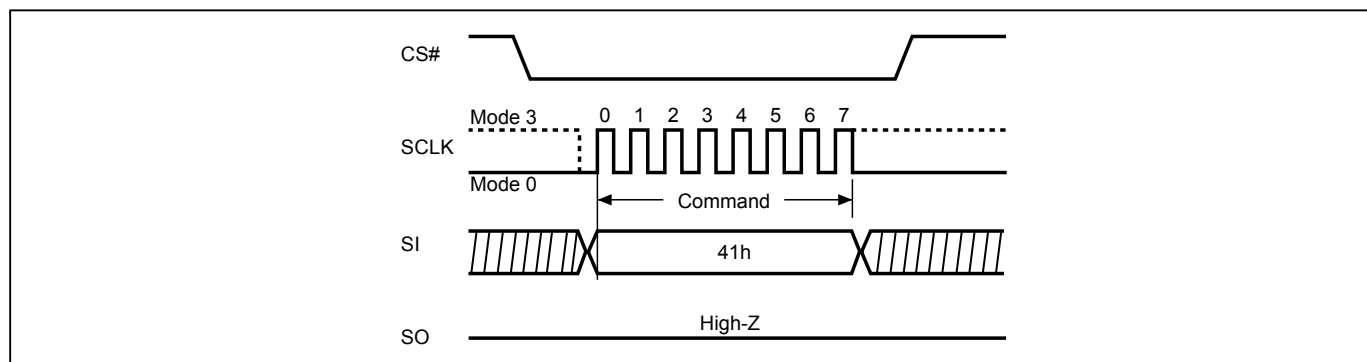 CS#
Mode 3
0 1 2 3 4 5 6 7
SCLK
Mode 0
Command
SI
41h
High-Z
SO